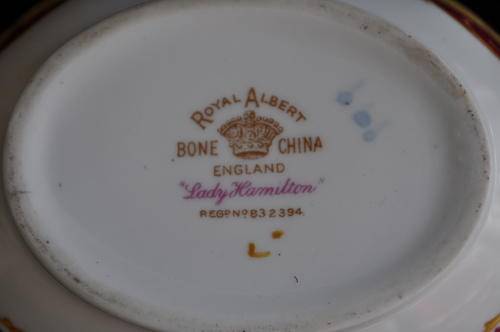 ROYAL ALBERT
BONE CHINA
ENGLAND
"Lady Hamilton"
REGD No 832394.